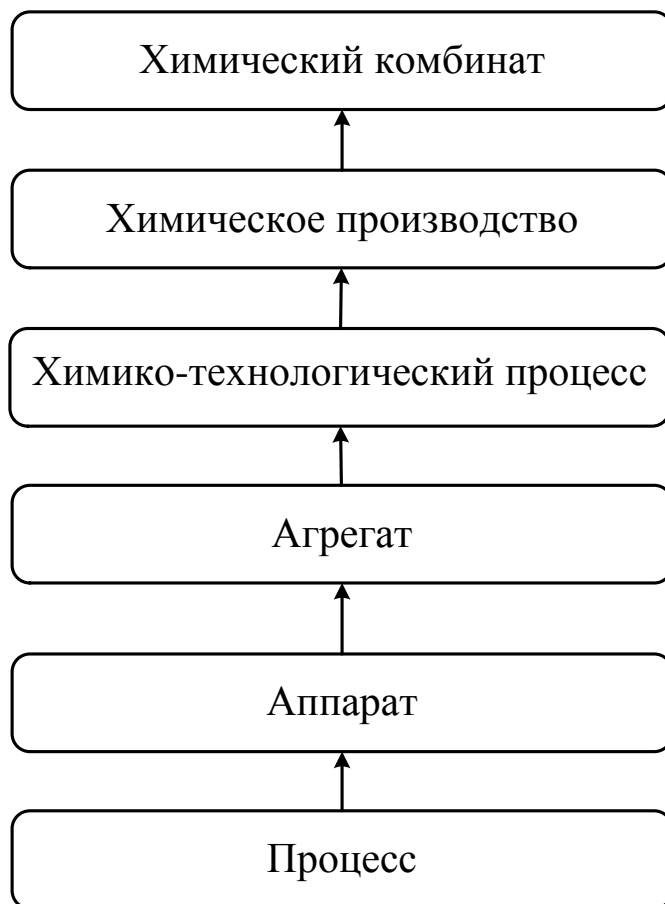 Химический комбинат
Химическое производство
Химико-технологический процесс
Агрегат
Аппарат
Процесс